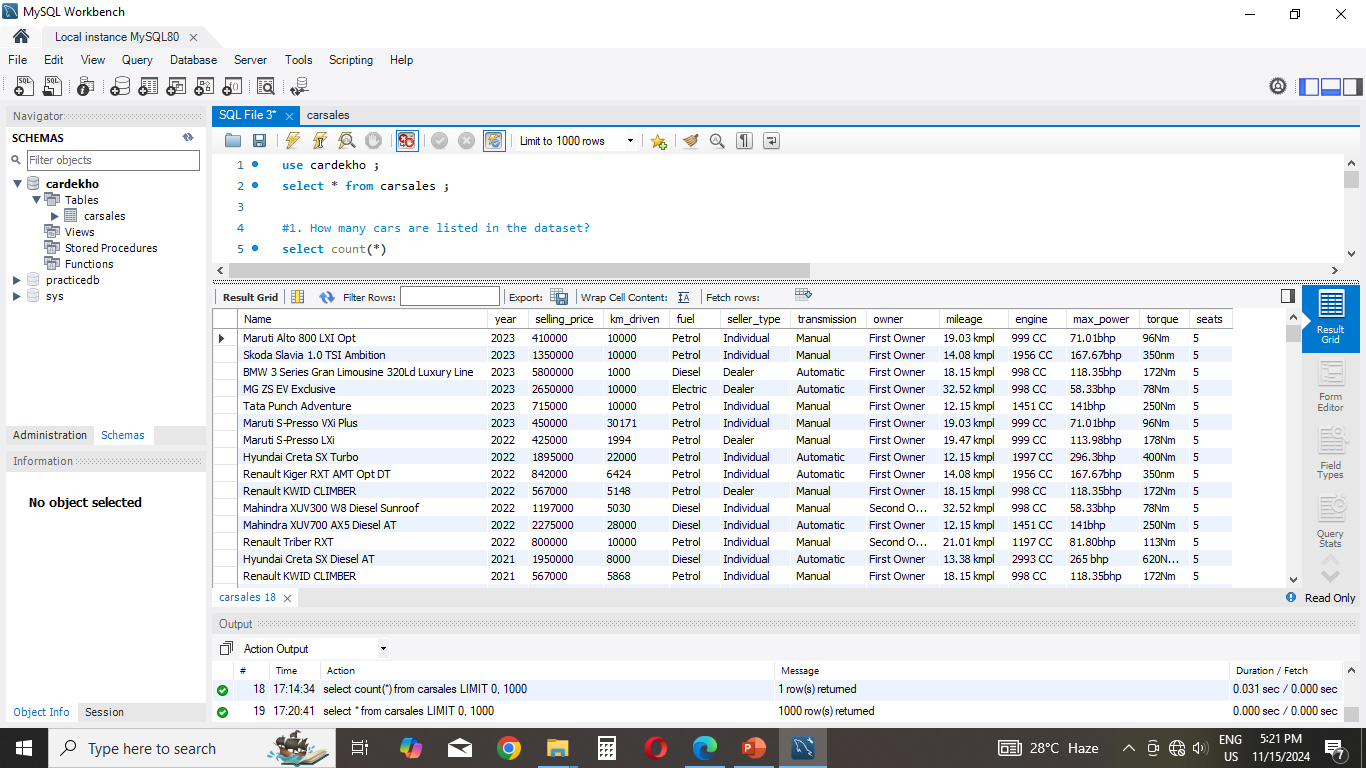 MySQL Workbench
Local instance MySQL80
File Edit View Query Database Server Tools Scripting Help
Navigator
SCHEMAS
Filter objects
cardekho
Tables
carsales
Views
Stored Procedures
Functions
practicedb
sys
Administration Schemas
Information
No object selected
Object Info Session
SQL File 3* carsales
Limit to 1000 rows
1 use cardekho ;
2 select * from carsales ;
3
4 #1. How many cars are listed in the dataset?
5 select count(*)
Result Grid Filter Rows: Export: Wrap Cell Content: Fetch rows:
Name year selling_price km_driven fuel seller_type transmission owner mileage engine max_power torque seats
Maruti Alto 800 LXI Opt 2023 410000 10000 Petrol Individual Manual First Owner 19.03 kmpl 999 CC 71.01bhp 96Nm 5
Skoda Slavia 1.0 TSI Ambition 2023 1350000 10000 Petrol Individual Manual First Owner 14.08 kmpl 1956 CC 167.67bhp 350nm 5
BMW 3 Series Gran Limousine 320Ld Luxury Line 2023 5800000 1000 Diesel Dealer Automatic First Owner 18.15 kmpl 998 CC 118.35bhp 172Nm 5
MG ZS EV Exclusive 2023 2650000 10000 Electric Dealer Automatic First Owner 32.52 kmpl 998 CC 58.33bhp 78Nm 5
Tata Punch Adventure 2023 715000 10000 Petrol Individual Manual First Owner 12.15 kmpl 1451 CC 141bhp 250Nm 5
Maruti S-Presso VXi Plus 2023 450000 30171 Petrol Individual Manual First Owner 19.03 kmpl 999 CC 71.01bhp 96Nm 5
Maruti S-Presso LXi 2022 425000 1994 Petrol Dealer Manual First Owner 19.47 kmpl 999 CC 113.98bhp 178Nm 5
Hyundai Creta SX Turbo 2022 1895000 22000 Petrol Individual Automatic First Owner 12.15 kmpl 1997 CC 296.3bhp 400Nm 5
Renault Kiger RXT AMT Opt DT 2022 842000 6424 Petrol Individual Automatic First Owner 14.08 kmpl 1956 CC 167.67bhp 350nm 5
Renault KWID CLIMBER 2022 567000 5148 Petrol Dealer Manual First Owner 18.15 kmpl 998 CC 118.35bhp 172Nm 5
Mahindra XUV300 W8 Diesel Sunroof 2022 1197000 5030 Diesel Individual Manual Second O... 32.52 kmpl 998 CC 58.33bhp 78Nm 5
Mahindra XUV700 AX5 Diesel AT 2022 2275000 28000 Diesel Individual Automatic First Owner 12.15 kmpl 1451 CC 141bhp 250Nm 5
Renault Triber RXT 2022 800000 10000 Petrol Individual Manual Second O... 21.01 kmpl 1197 CC 81.80bhp 113Nm 5
Hyundai Creta SX Diesel AT 2021 1950000 8000 Diesel Individual Automatic First Owner 13.38 kmpl 2993 CC 265 bhp 620N... 5
Renault KWID CLIMBER 2021 567000 5868 Petrol Individual Manual First Owner 18.15 kmpl 998 CC 118.35bhp 172Nm 5
Result
Grid
Form
Editor
Field
Types
Query
Stats
carsales 18
Read Only
Output
Action Output
# Time Action Message Duration / Fetch
18 17:14:34 select count(*) from carsales LIMIT 0, 1000 1 row(s) returned 0.031 sec / 0.000 sec
19 17:20:41 select * from carsales LIMIT 0, 1000 1000 row(s) returned 0.000 sec / 0.000 sec
Type here to search
28°C Haze
ENG
US
5:21 PM
11/15/2024
7